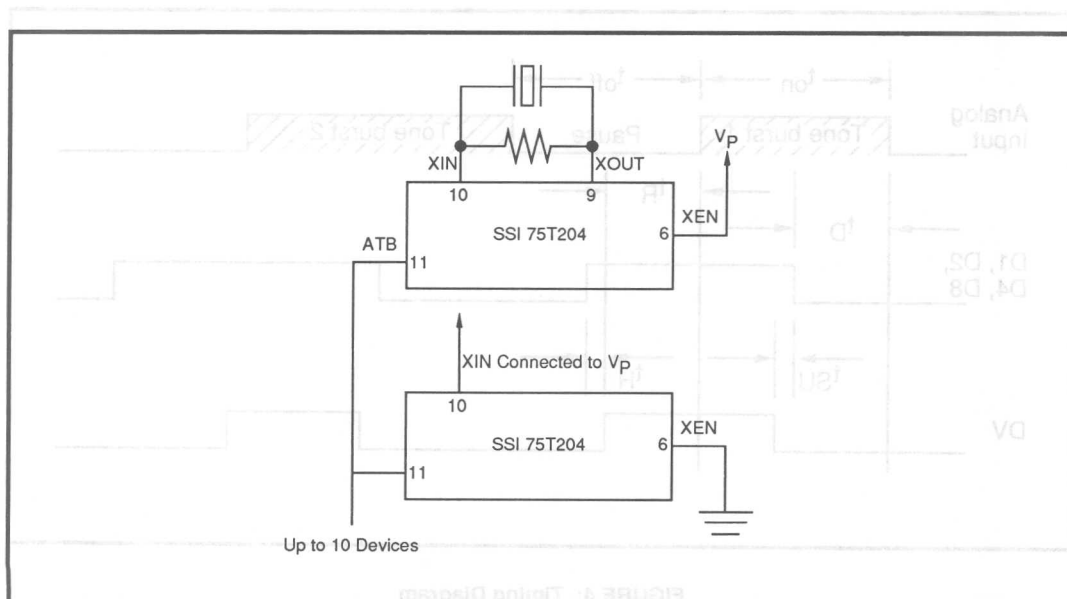 XIN
XOUT
10
9
V_P
SSI 75T204
XEN
6
ATB
11
XIN Connected to V_P
10
SSI 75T204
XEN
6
11
Up to 10 Devices